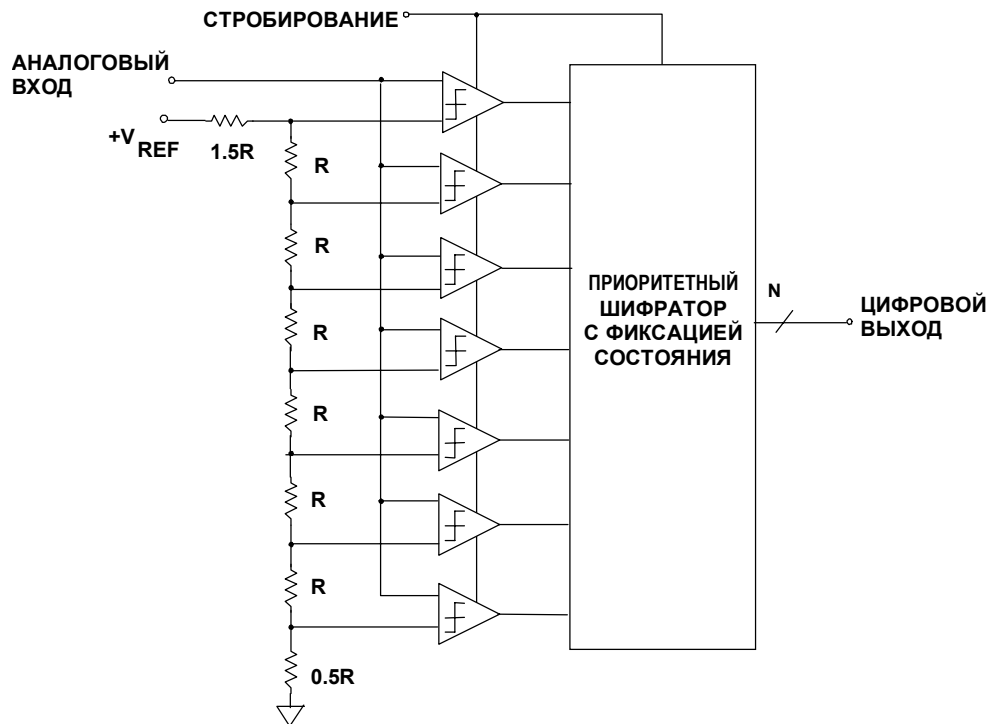 СТРОБИРОВАНИЕ
АНАЛОГОВЫЙ
ВХОД
+V REF
1.5R
R
R
R
R
R
R
0.5R
ПРИОРИТЕТНЫЙ
ШИФРАТОР
С ФИКСАЦИЕЙ
СОСТОЯНИЯ
N
ЦИФРОВОЙ
ВЫХОД